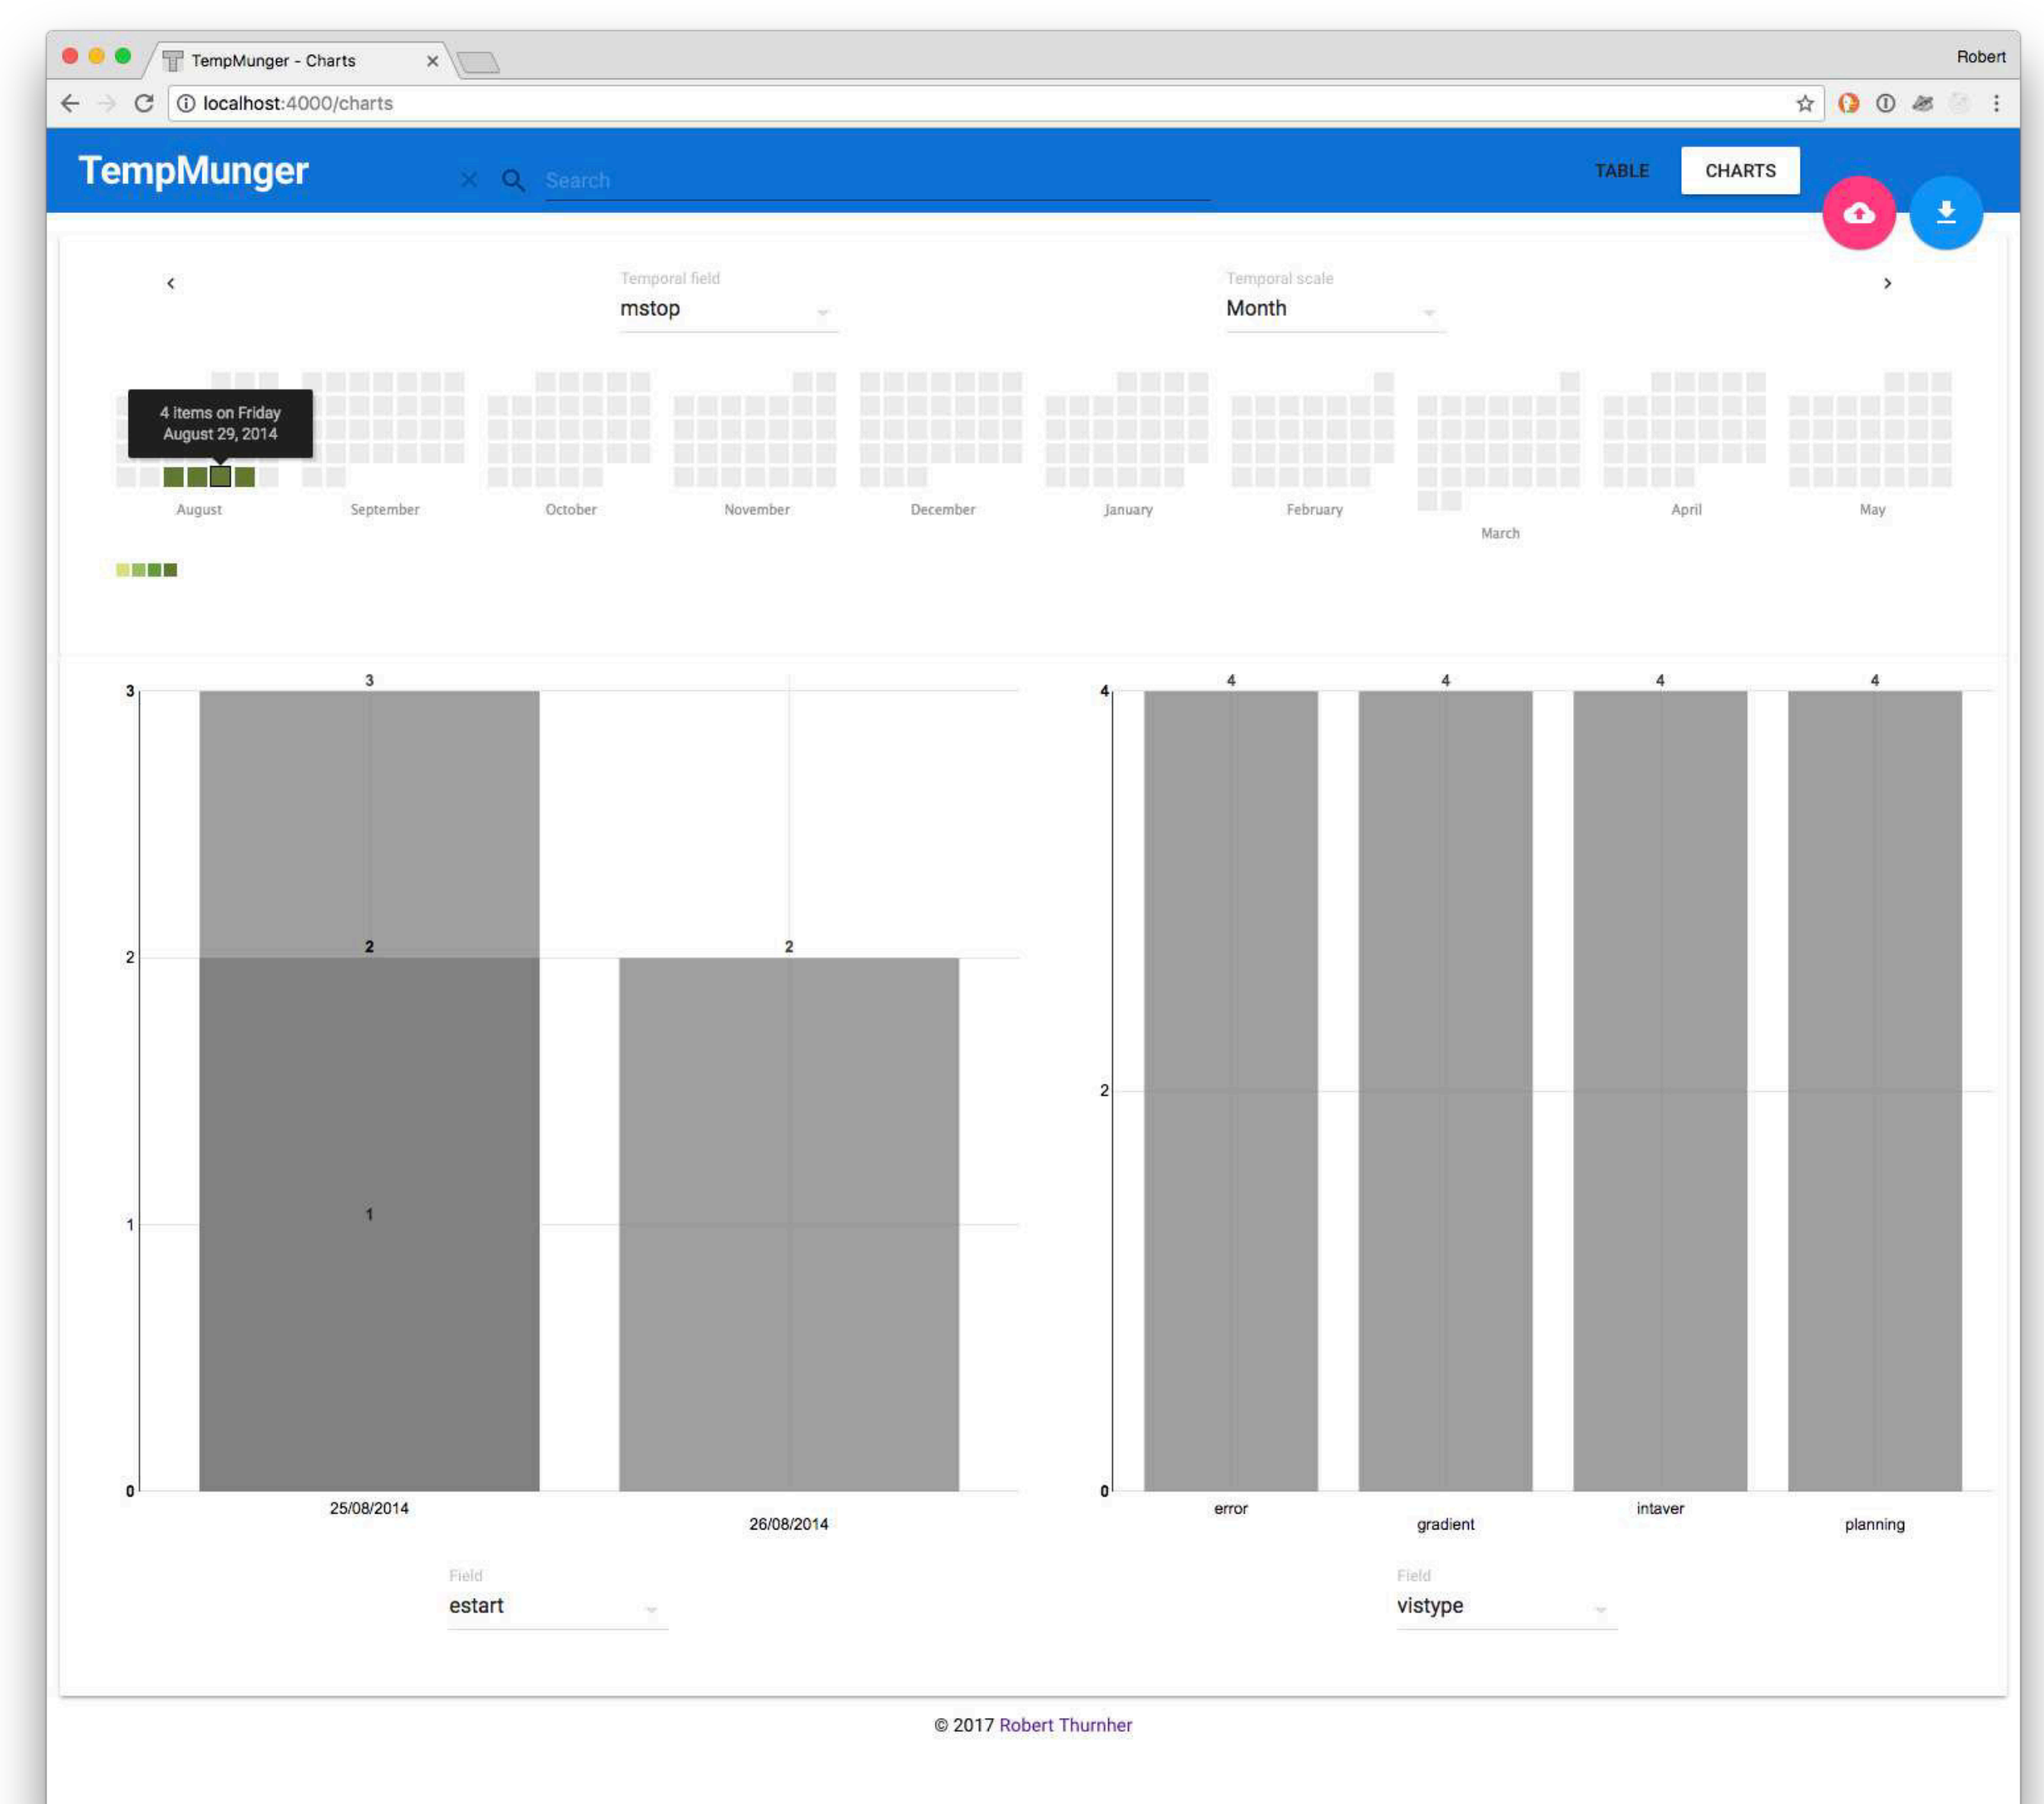 TempMunger - Charts
Robert
localhost:4000/charts
TempMunger
Search
TABLE
CHARTS
Temporal field
mstop
Temporal scale
Month
4 items on Friday
August 29, 2014
August
September
October
November
December
January
February
March
April
May
3
2
1
0
3
2
1
2
25/08/2014
26/08/2014
Field
estart
4
2
0
4
4
4
4
error
gradient
intaver
planning
Field
vistype
© 2017 Robert Thurnher